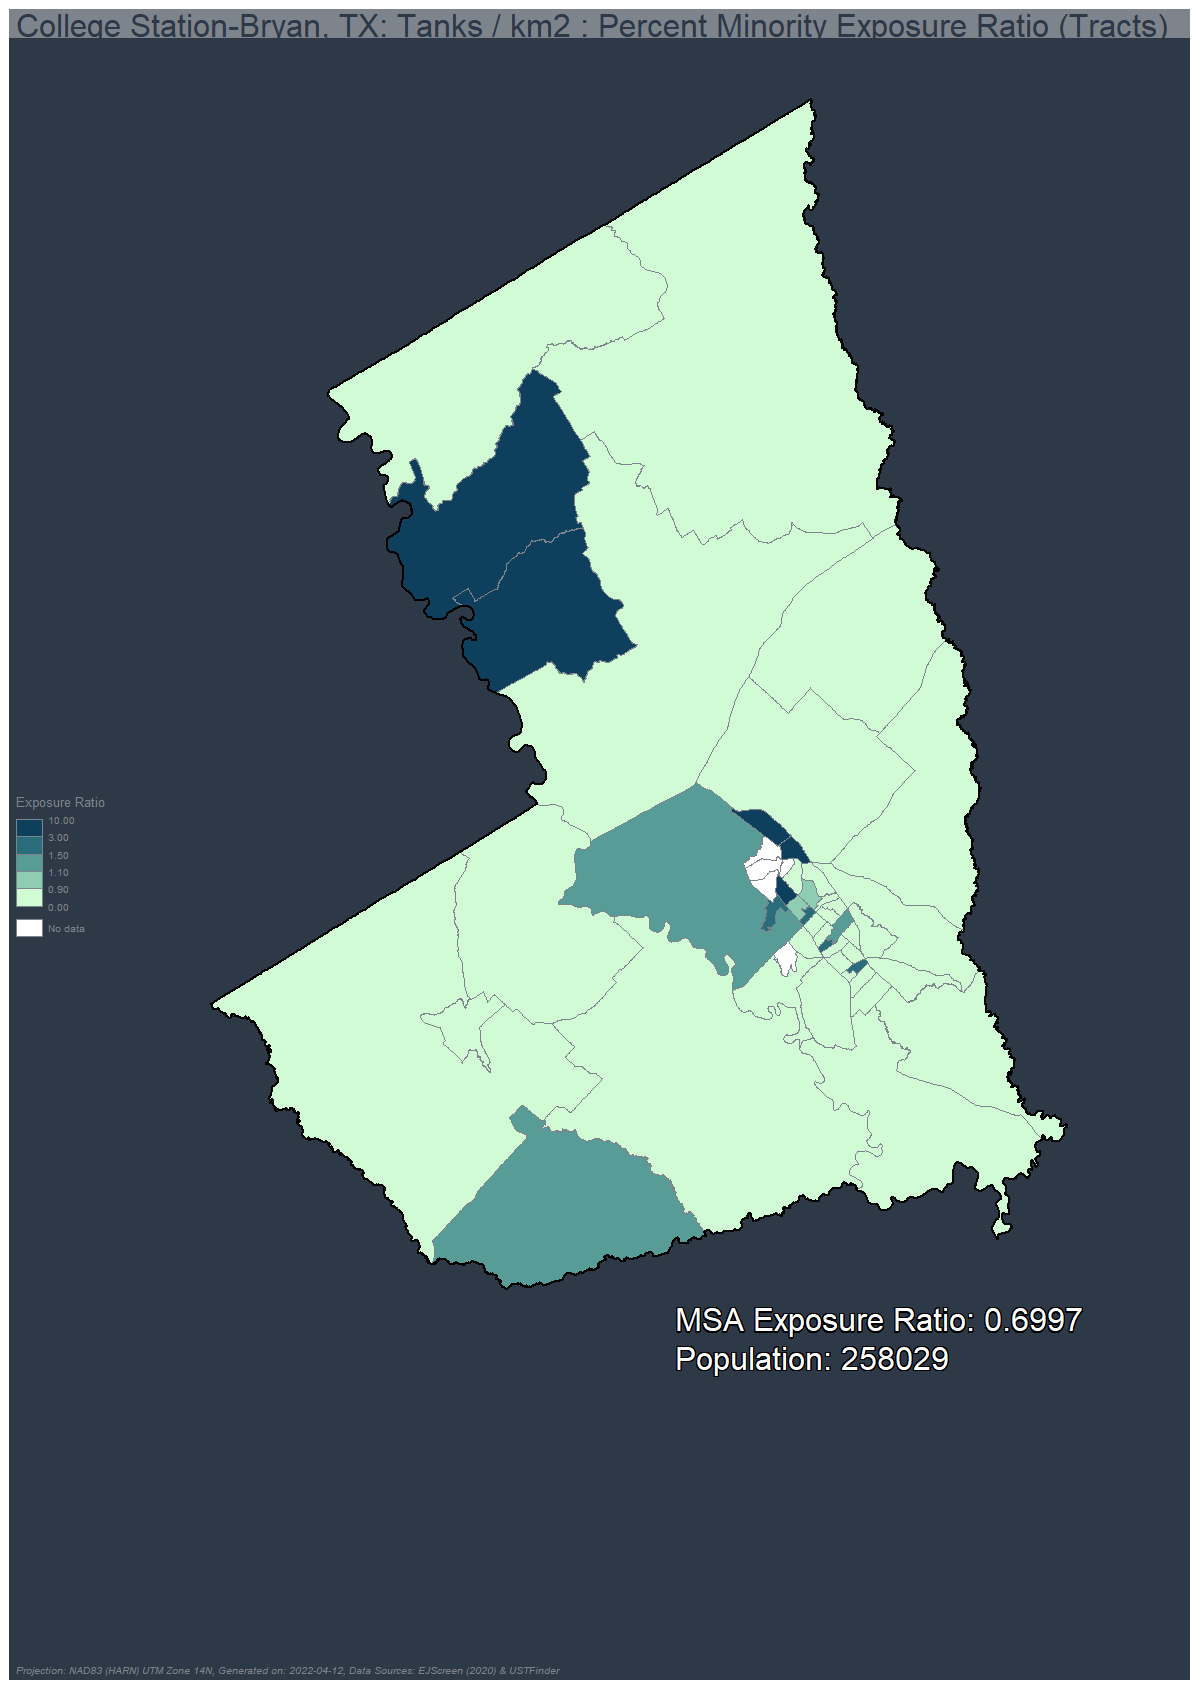 College Station-Bryan, TX: Tanks / km2 : Percent Minority Exposure Ratio (Tracts)
Exposure Ratio
10.00
3.00
1.50
1.10
0.90
0.00
No data
MSA Exposure Ratio: 0.6997
Population: 258029
Projection: NAD83 (HARN) UTM Zone 14N, Generated on: 2022-04-12, Data Sources: EJScreen (2020) & USTFinder